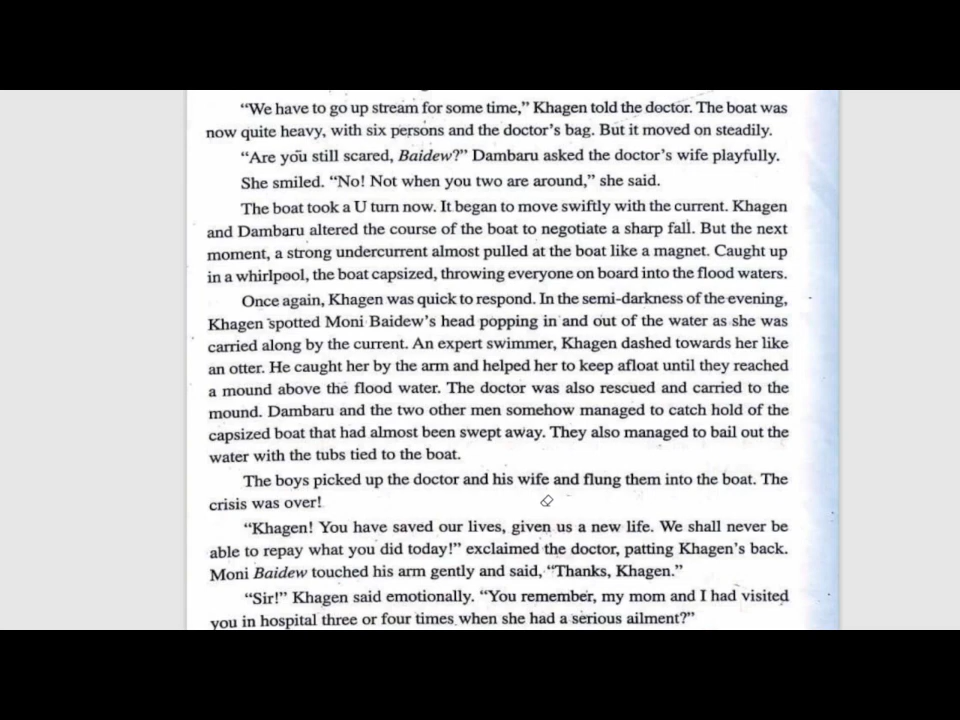 “We have to go up stream for some time,” Khagen told the doctor. The boat was
now quite heavy, with six persons and the doctor’s bag. But it moved on steadily.
“Are you still scared, Baidew?” Dambaru asked the doctor’s wife playfully.
She smiled. “No! Not when you two are around,” she said.
The boat took a U turn now. It began to move swiftly with the current. Khagen
and Dambaru altered the course of the boat to negotiate a sharp fall. But the next
moment, a strong undercurrent almost pulled at the boat like a magnet. Caught up
in a whirlpool, the boat capsized, throwing everyone on board into the flood waters.
Once again, Khagen was quick to respond. In the semi-darkness of the evening,
Khagen spotted Moni Baidew’s head popping in and out of the water as she was
carried along by the current. An expert swimmer, Khagen dashed towards her like
an otter. He caught her by the arm and helped her to keep afloat until they reached
a mound above the flood water. The doctor was also rescued and carried to the
mound. Dambaru and the two other men somehow managed to catch hold of the
capsized boat that had almost been swept away. They also managed to bail out the
water with the tubs tied to the boat.
The boys picked up the doctor and his wife and flung them into the boat. The
crisis was over!
“Khagen! You have saved our lives, given us a new life. We shall never be
able to repay what you did today!” exclaimed the doctor, patting Khagen’s back.
Moni Baidew touched his arm gently and said, “Thanks, Khagen.”
“Sir!” Khagen said emotionally. “You remember, my mom and I had visited
you in hospital three or four times when she had a serious ailment?”